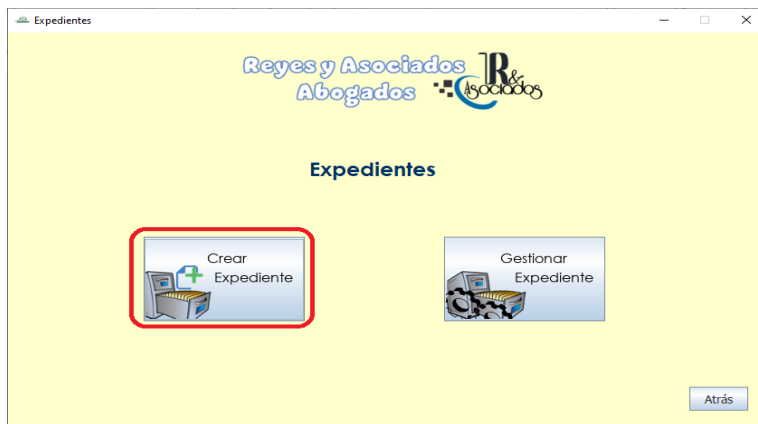 Expedientes
Reyes y Asociados
Abogados
R&
Asociados
Expedientes
Crear
Expediente
Gestionar
Expediente
Atrás